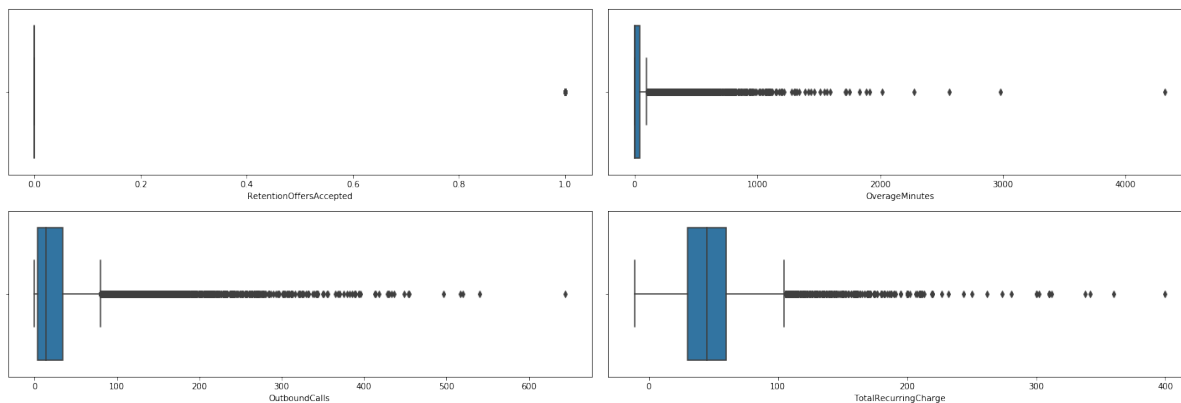 0.0 0.2 0.4 0.6 0.8 1.0
RetentionOffersAccepted
0 1000 2000 3000 4000
OverageMinutes
0 100 200 300 400 500 600
OutboundCalls
0 100 200 300 400
TotalRecurringCharge